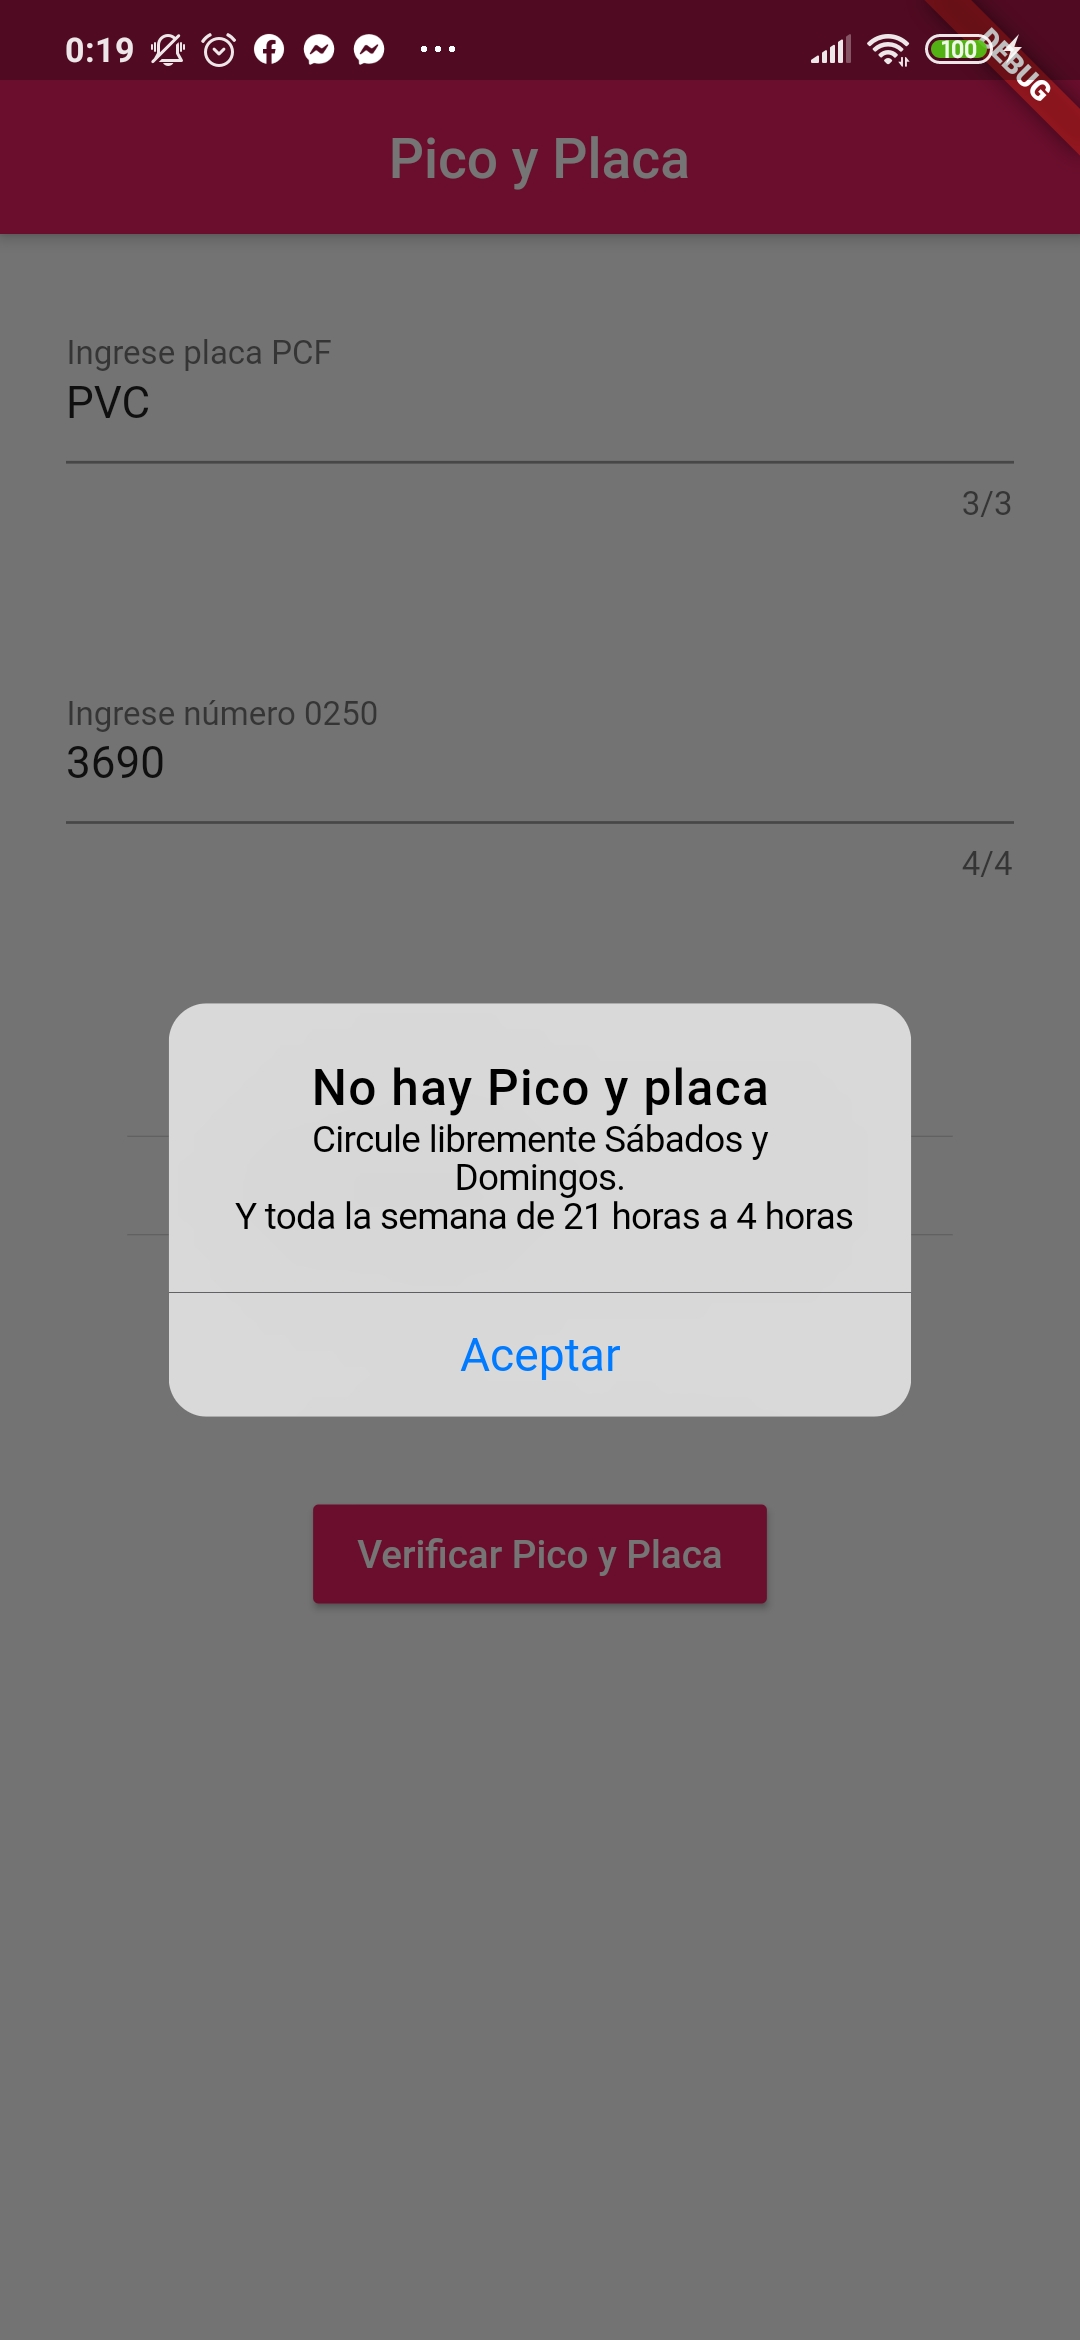 0:19
100
DEBUG
Pico y Placa
Ingrese placa PCF
PVC
3/3
Ingrese número 0250
3690
4/4
No hay Pico y placa
Circule libremente Sábados y
Domingos.
Y toda la semana de 21 horas a 4 horas
Aceptar
Verificar Pico y Placa